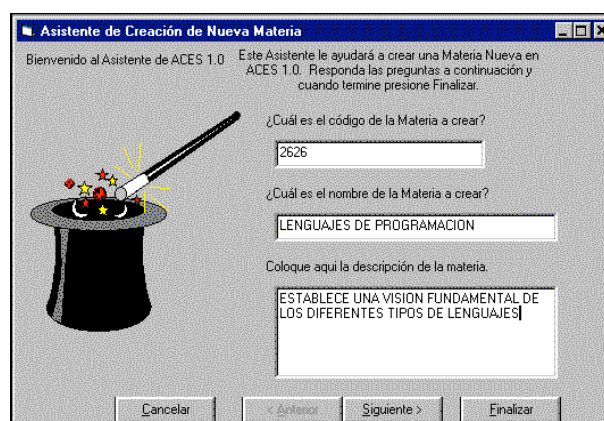 Asistente de Creación de Nueva Materia
Bienvenido al Asistente de ACES 1.0
Este Asistente le ayudará a crear una Materia Nueva en
ACES 1.0. Responda las preguntas a continuación y
cuando termine presione Finalizar.
¿Cuál es el código de la Materia a crear?
2626
¿Cuál es el nombre de la Materia a crear?
LENGUAJES DE PROGRAMACION
Coloque aqui la descripción de la materia.
ESTABLECE UNA VISION FUNDAMENTAL DE
LOS DIFERENTES TIPOS DE LENGUAJES
Cancelar
< Anterior
Siguiente >
Finalizar